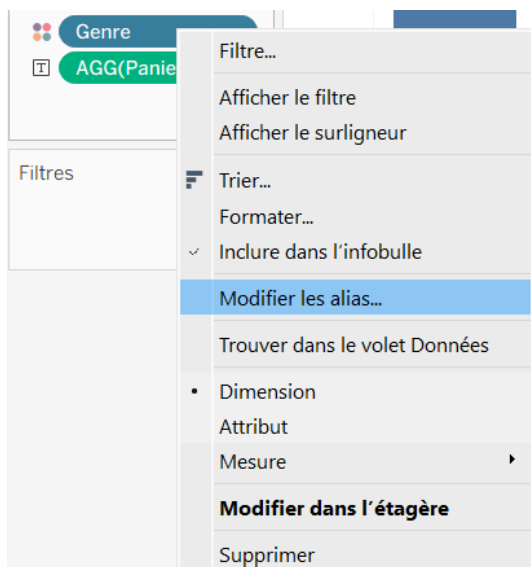 Genre
T AGG(Panie
Filtres
Filtre...
Afficher le filtre
Afficher le surligneur
Trier...
Formater...
Inclure dans l'infobulle
Modifier les alias...
Trouver dans le volet Données
Dimension
Attribut
Mesure
Modifier dans l'étagère
Supprimer